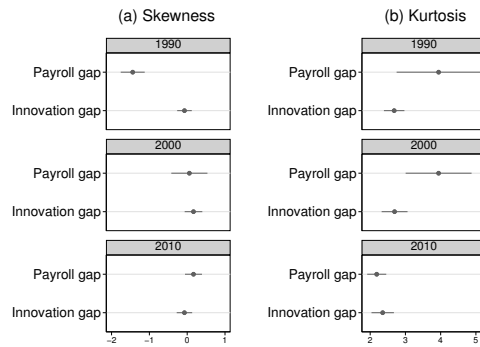 (a) Skewness
1990
Payroll gap
Innovation gap
2000
Payroll gap
Innovation gap
2010
Payroll gap
Innovation gap
−2 −1 0 1
(b) Kurtosis
1990
Payroll gap
Innovation gap
2000
Payroll gap
Innovation gap
2010
Payroll gap
Innovation gap
2 3 4 5